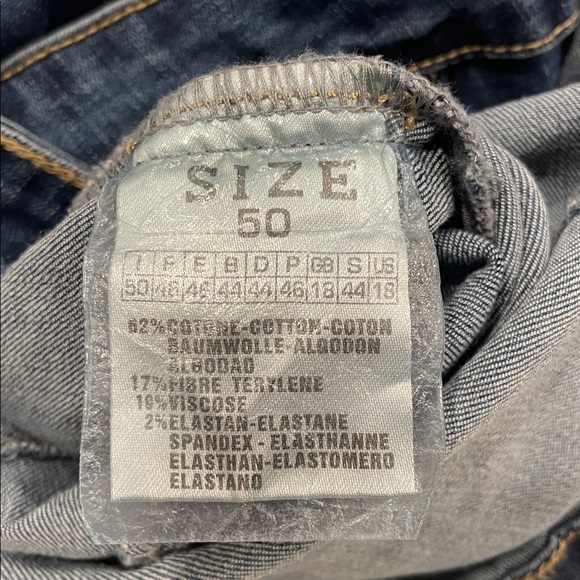 SIZE
50
I F E B D P GB S US
50 46 46 44 44 46 18 44 18
62%COTONE-COTTON-COTON
BAUMWOLLE-ALGODON
ALGODAO
17%FIBRE TERYLENE
19%VISCOSE
2%ELASTAN-ELASTANE
SPANDEX-ELASTHANNE
ELASTHAN-ELASTOMERO
ELASTANO